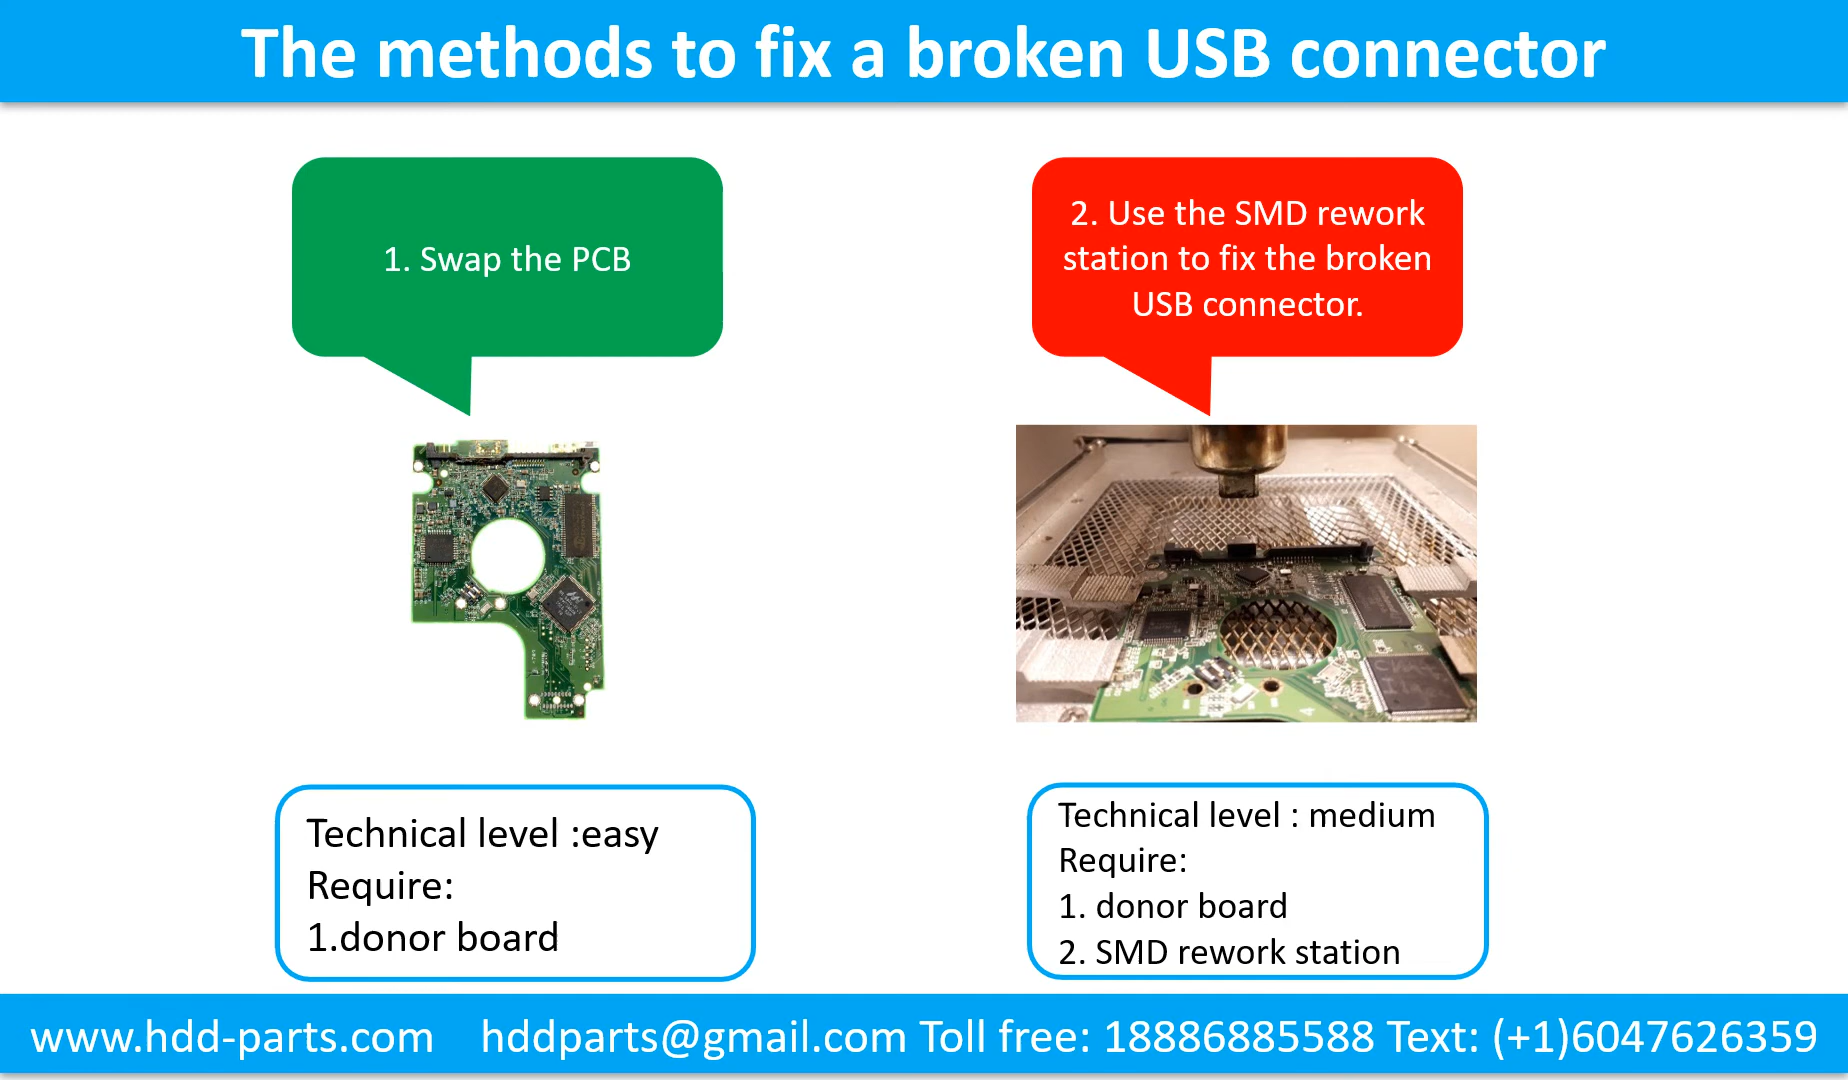 The methods to fix a broken USB connector
1. Swap the PCB
2. Use the SMD rework
station to fix the broken
USB connector.
Technical level :easy
Require:
1.donor board
Technical level : medium
Require:
1. donor board
2. SMD rework station
www.hdd-parts.com hddparts@gmail.com Toll free: 18886885588 Text: (+1)6047626359